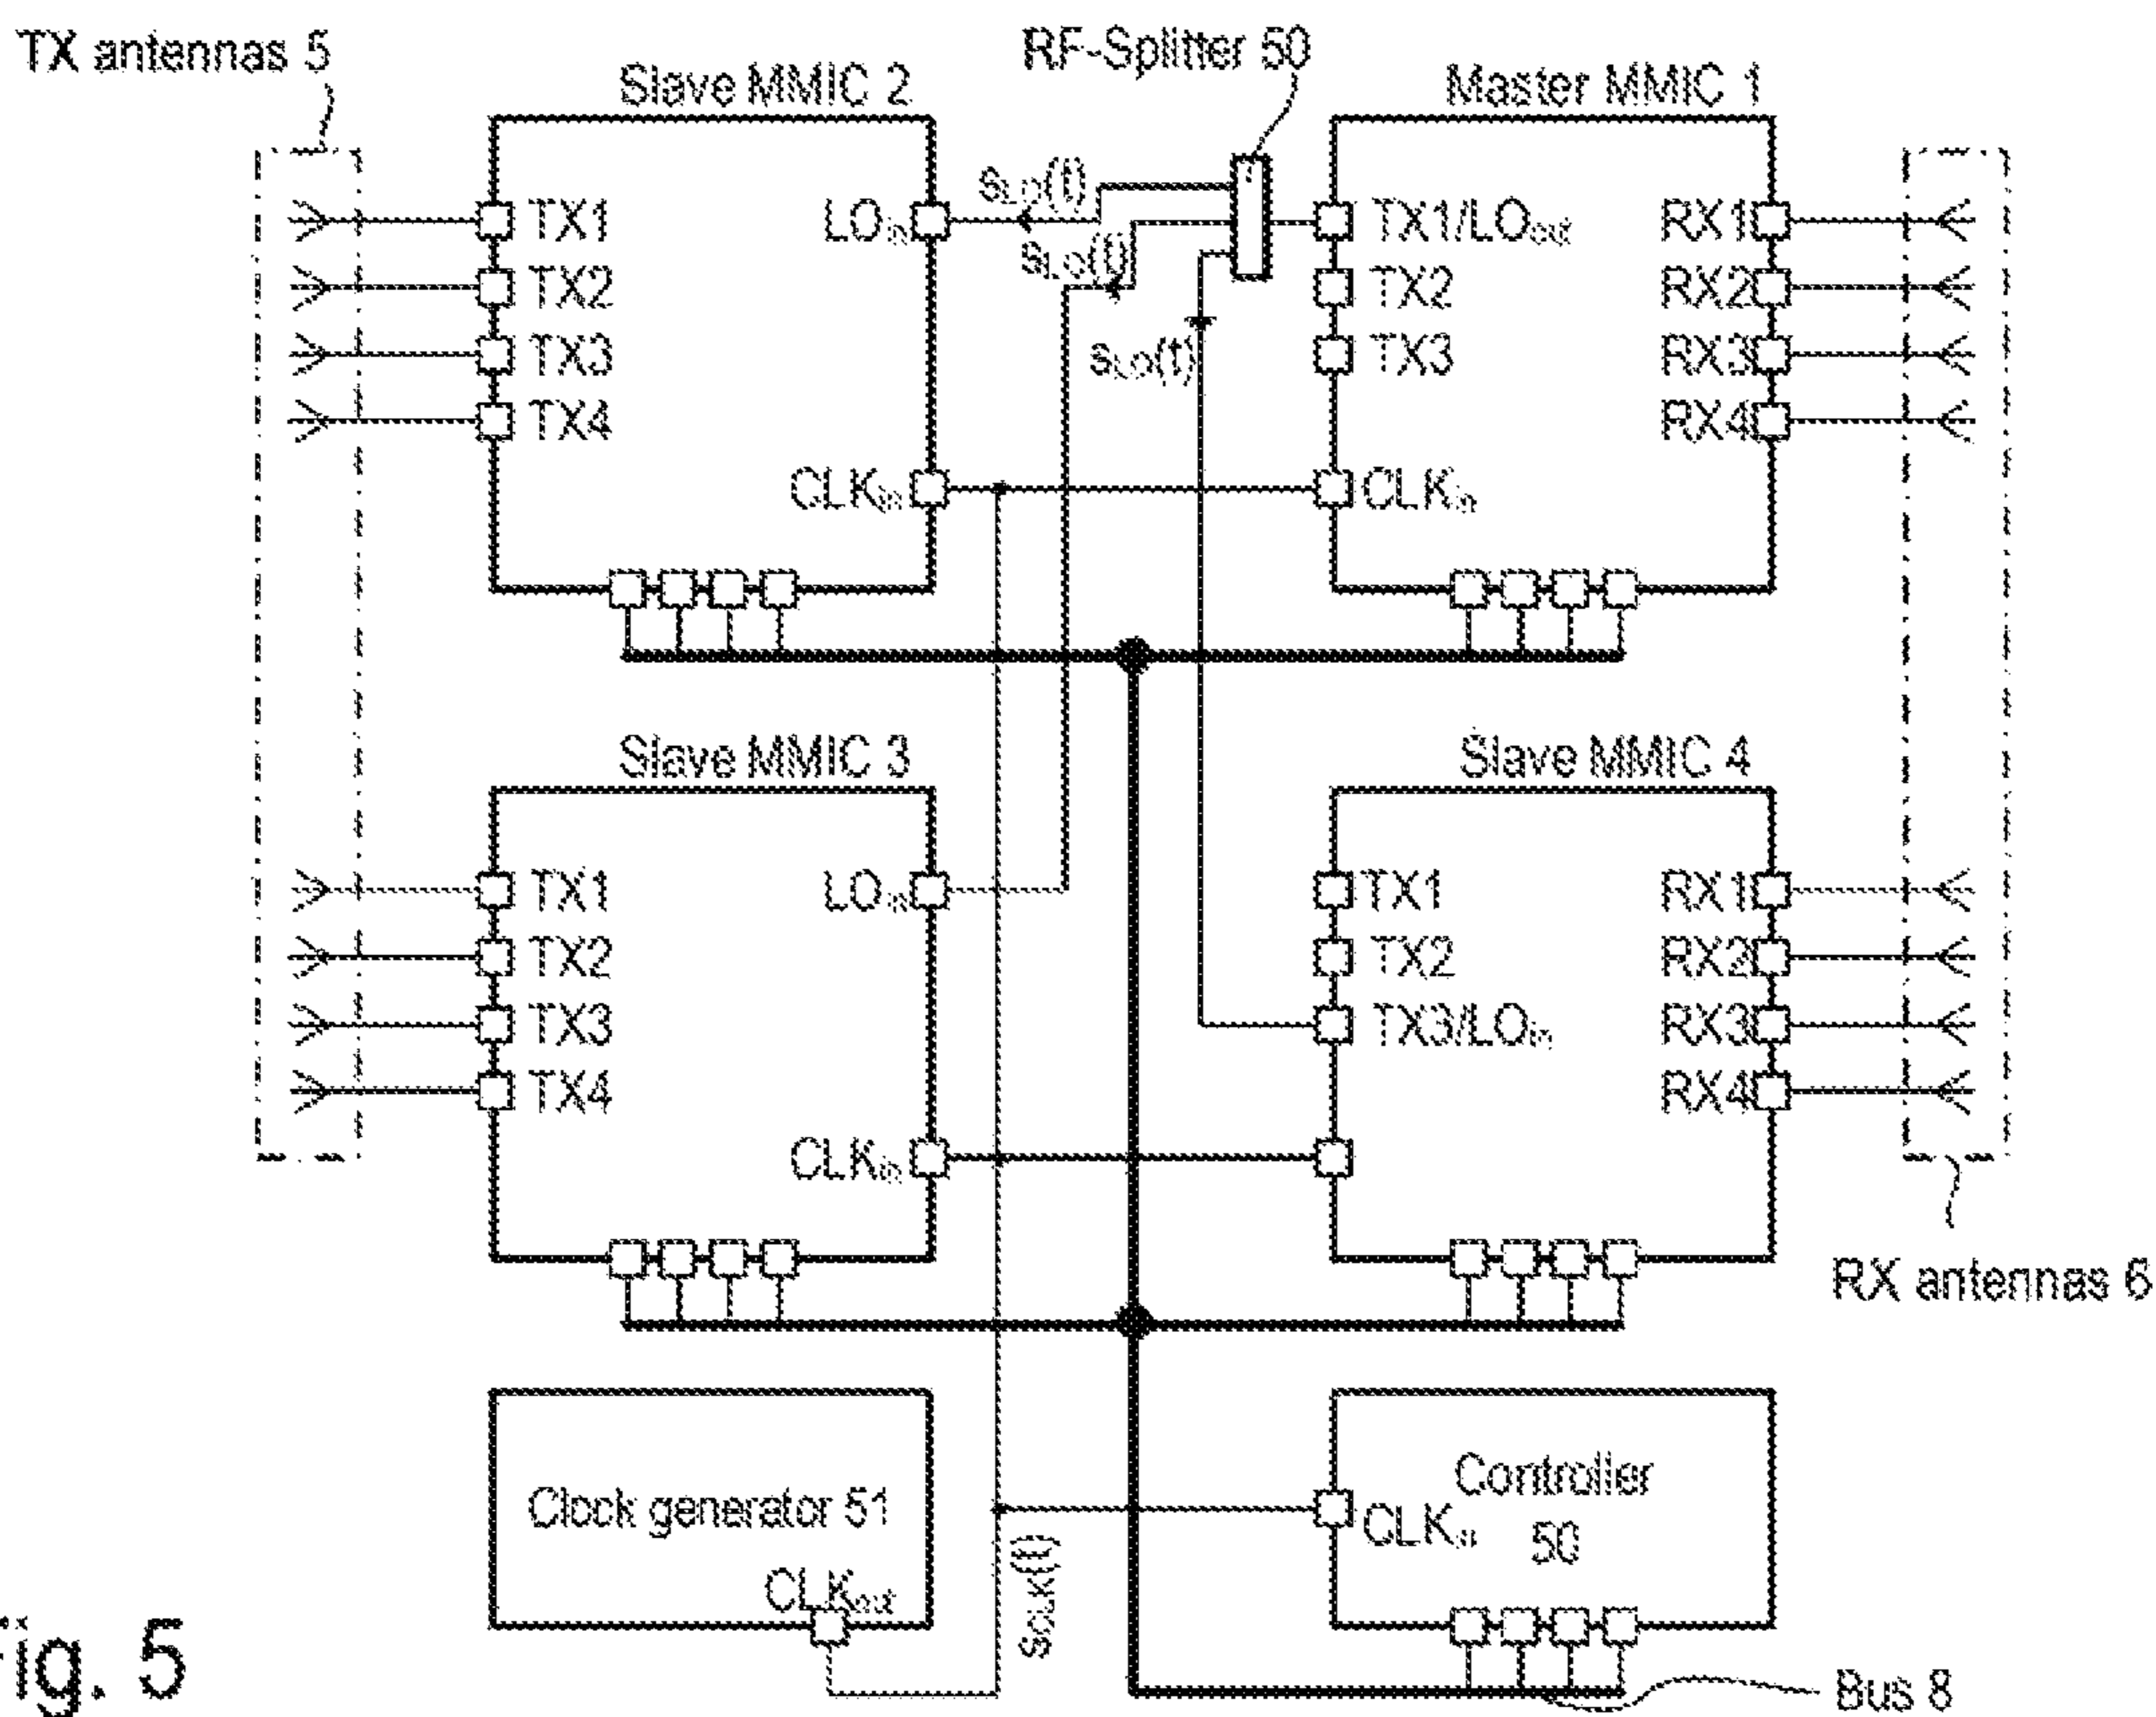 TX antennas 5
Slave MMIC 2
RF-Splitter 50
Master MMIC 1
TX1
TX2
TX3
TX4
LOin
CLKin
sLO(t)
sLO(t)
sLO(t)
TX1/LOout
TX2
TX3
CLKin
RX1
RX2
RX3
RX4
Slave MMIC 3
Slave MMIC 4
TX1
TX2
TX3
TX4
LOin
CLKin
TX1
TX2
TX3/LOin
RX1
RX2
RX3
RX4
RX antennas 6
Clock generator 51
CLKout
sCLK(t)
Controller
50
CLKin
Bus 8
ig. 5